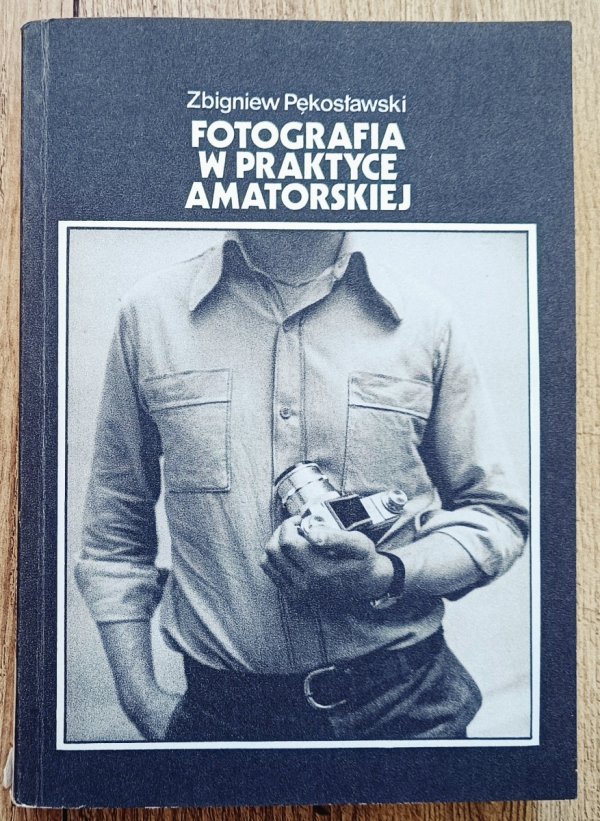 Zbigniew Pękosławski
FOTOGRAFIA
W PRAKTYCE
AMATORSKIEJ